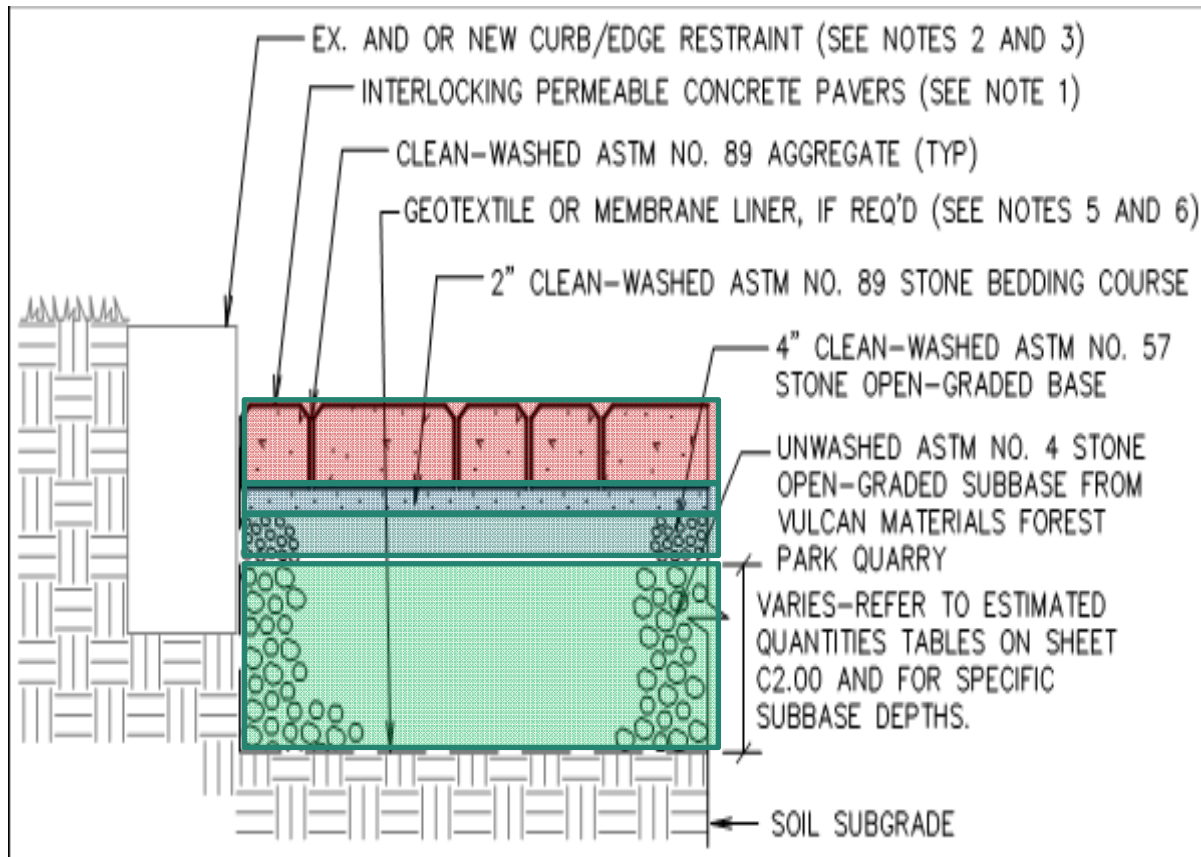 EX. AND OR NEW CURB/EDGE RESTRAINT (SEE NOTES 2 AND 3)
INTERLOCKING PERMEABLE CONCRETE PAVERS (SEE NOTE 1)
CLEAN-WASHED ASTM NO. 89 AGGREGATE (TYP)
GEOTEXTILE OR MEMBRANE LINER, IF REQ'D (SEE NOTES 5 AND 6)
2" CLEAN-WASHED ASTM NO. 89 STONE BEDDING COURSE
4" CLEAN-WASHED ASTM NO. 57
STONE OPEN-GRADED BASE
UNWASHED ASTM NO. 4 STONE
OPEN-GRADED SUBBASE FROM
VULCAN MATERIALS FOREST
PARK QUARRY
VARIES-REFER TO ESTIMATED
QUANTITIES TABLES ON SHEET
C2.00 AND FOR SPECIFIC
SUBBASE DEPTHS.
SOIL SUBGRADE